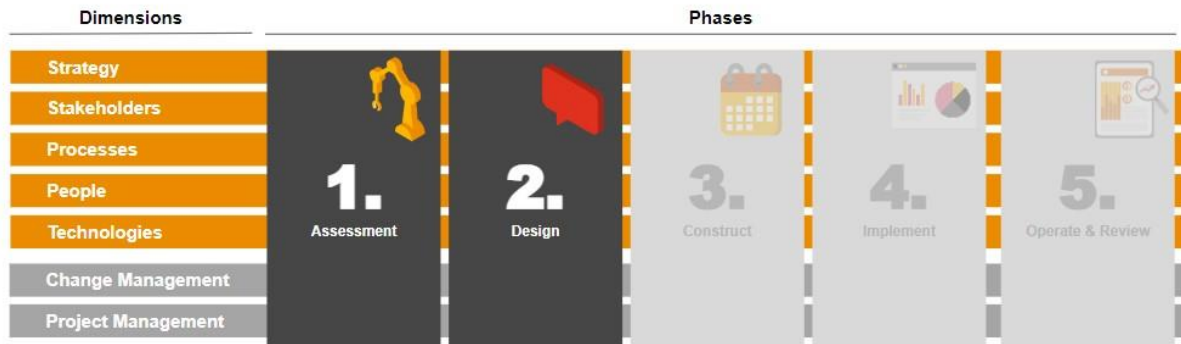 Dimensions
Phases
Strategy
Stakeholders
Processes
People
Technologies
Change Management
Project Management
1.
Assessment
2.
Design
3.
Construct
4.
Implement
5.
Operate & Review